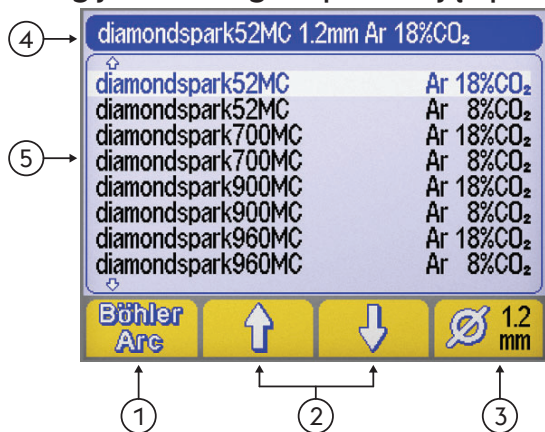 4
diamondspark52MC 1.2mm Ar 18%CO₂
diamondspark52MC Ar 18%CO₂
diamondspark52MC Ar 8%CO₂
diamondspark700MC Ar 18%CO₂
5
diamondspark700MC Ar 8%CO₂
diamondspark900MC Ar 18%CO₂
diamondspark900MC Ar 8%CO₂
diamondspark960MC Ar 18%CO₂
diamondspark960MC Ar 8%CO₂
Böhler
Arc
Ø 1.2
mm
1 2 3